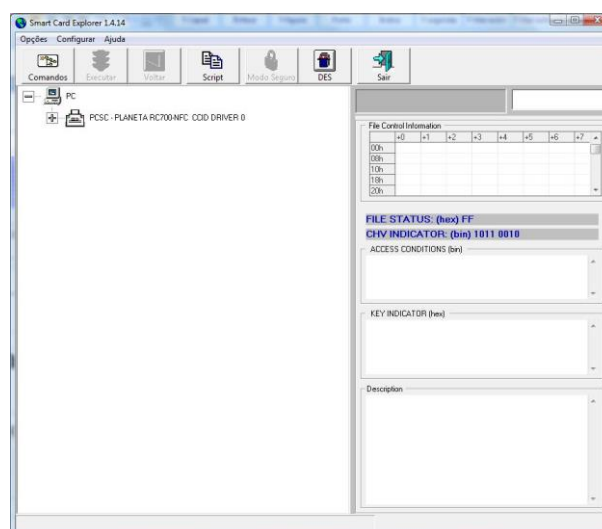 Smart Card Explorer 1.4.14
Opções Configurar Ajuda
Comandos Executar Voltar Script Modo Seguro DES Sair
PC
PCSC - PLANETA RC700-NFC CCID DRIVER 0
File Control Information
+0 +1 +2 +3 +4 +5 +6 +7
00h
08h
10h
18h
20h
FILE STATUS: (hex) FF
CHV INDICATOR: (bin) 1011 0010
ACCESS CONDITIONS (bin)
KEY INDICATOR (hex)
Description